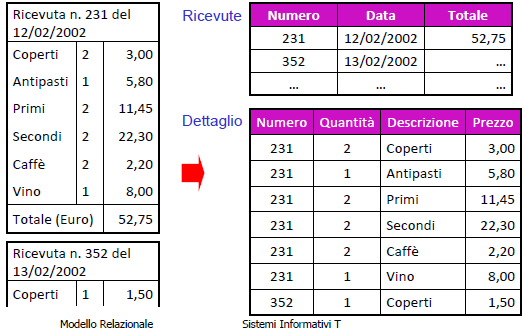 Ricevuta n. 231 del
12/02/2002
Coperti 2 3,00
Antipasti 1 5,80
Primi 2 11,45
Secondi 2 22,30
Caffè 2 2,20
Vino 1 8,00
Totale (Euro) 52,75
Ricevuta n. 352 del
13/02/2002
Coperti 1 1,50
Ricevute
Numero Data Totale
231 12/02/2002 52,75
352 13/02/2002 ...
... ...
Dettaglio
Numero Quantità Descrizione Prezzo
231 2 Coperti 3,00
231 1 Antipasti 5,80
231 2 Primi 11,45
231 2 Secondi 22,30
231 2 Caffè 2,20
231 1 Vino 8,00
352 1 Coperti 1,50
Modello Relazionale Sistemi Informativi T